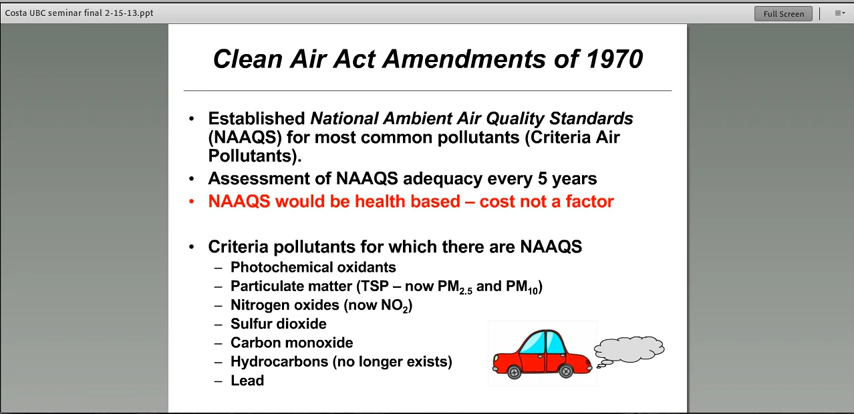 Costa UBC seminar final 2-15-13.ppt
Full Screen
Clean Air Act Amendments of 1970
• Established National Ambient Air Quality Standards
(NAAQS) for most common pollutants (Criteria Air
Pollutants).
• Assessment of NAAQS adequacy every 5 years
• NAAQS would be health based – cost not a factor
• Criteria pollutants for which there are NAAQS
– Photochemical oxidants
– Particulate matter (TSP – now PM2.5 and PM10)
– Nitrogen oxides (now NO2)
– Sulfur dioxide
– Carbon monoxide
– Hydrocarbons (no longer exists)
– Lead